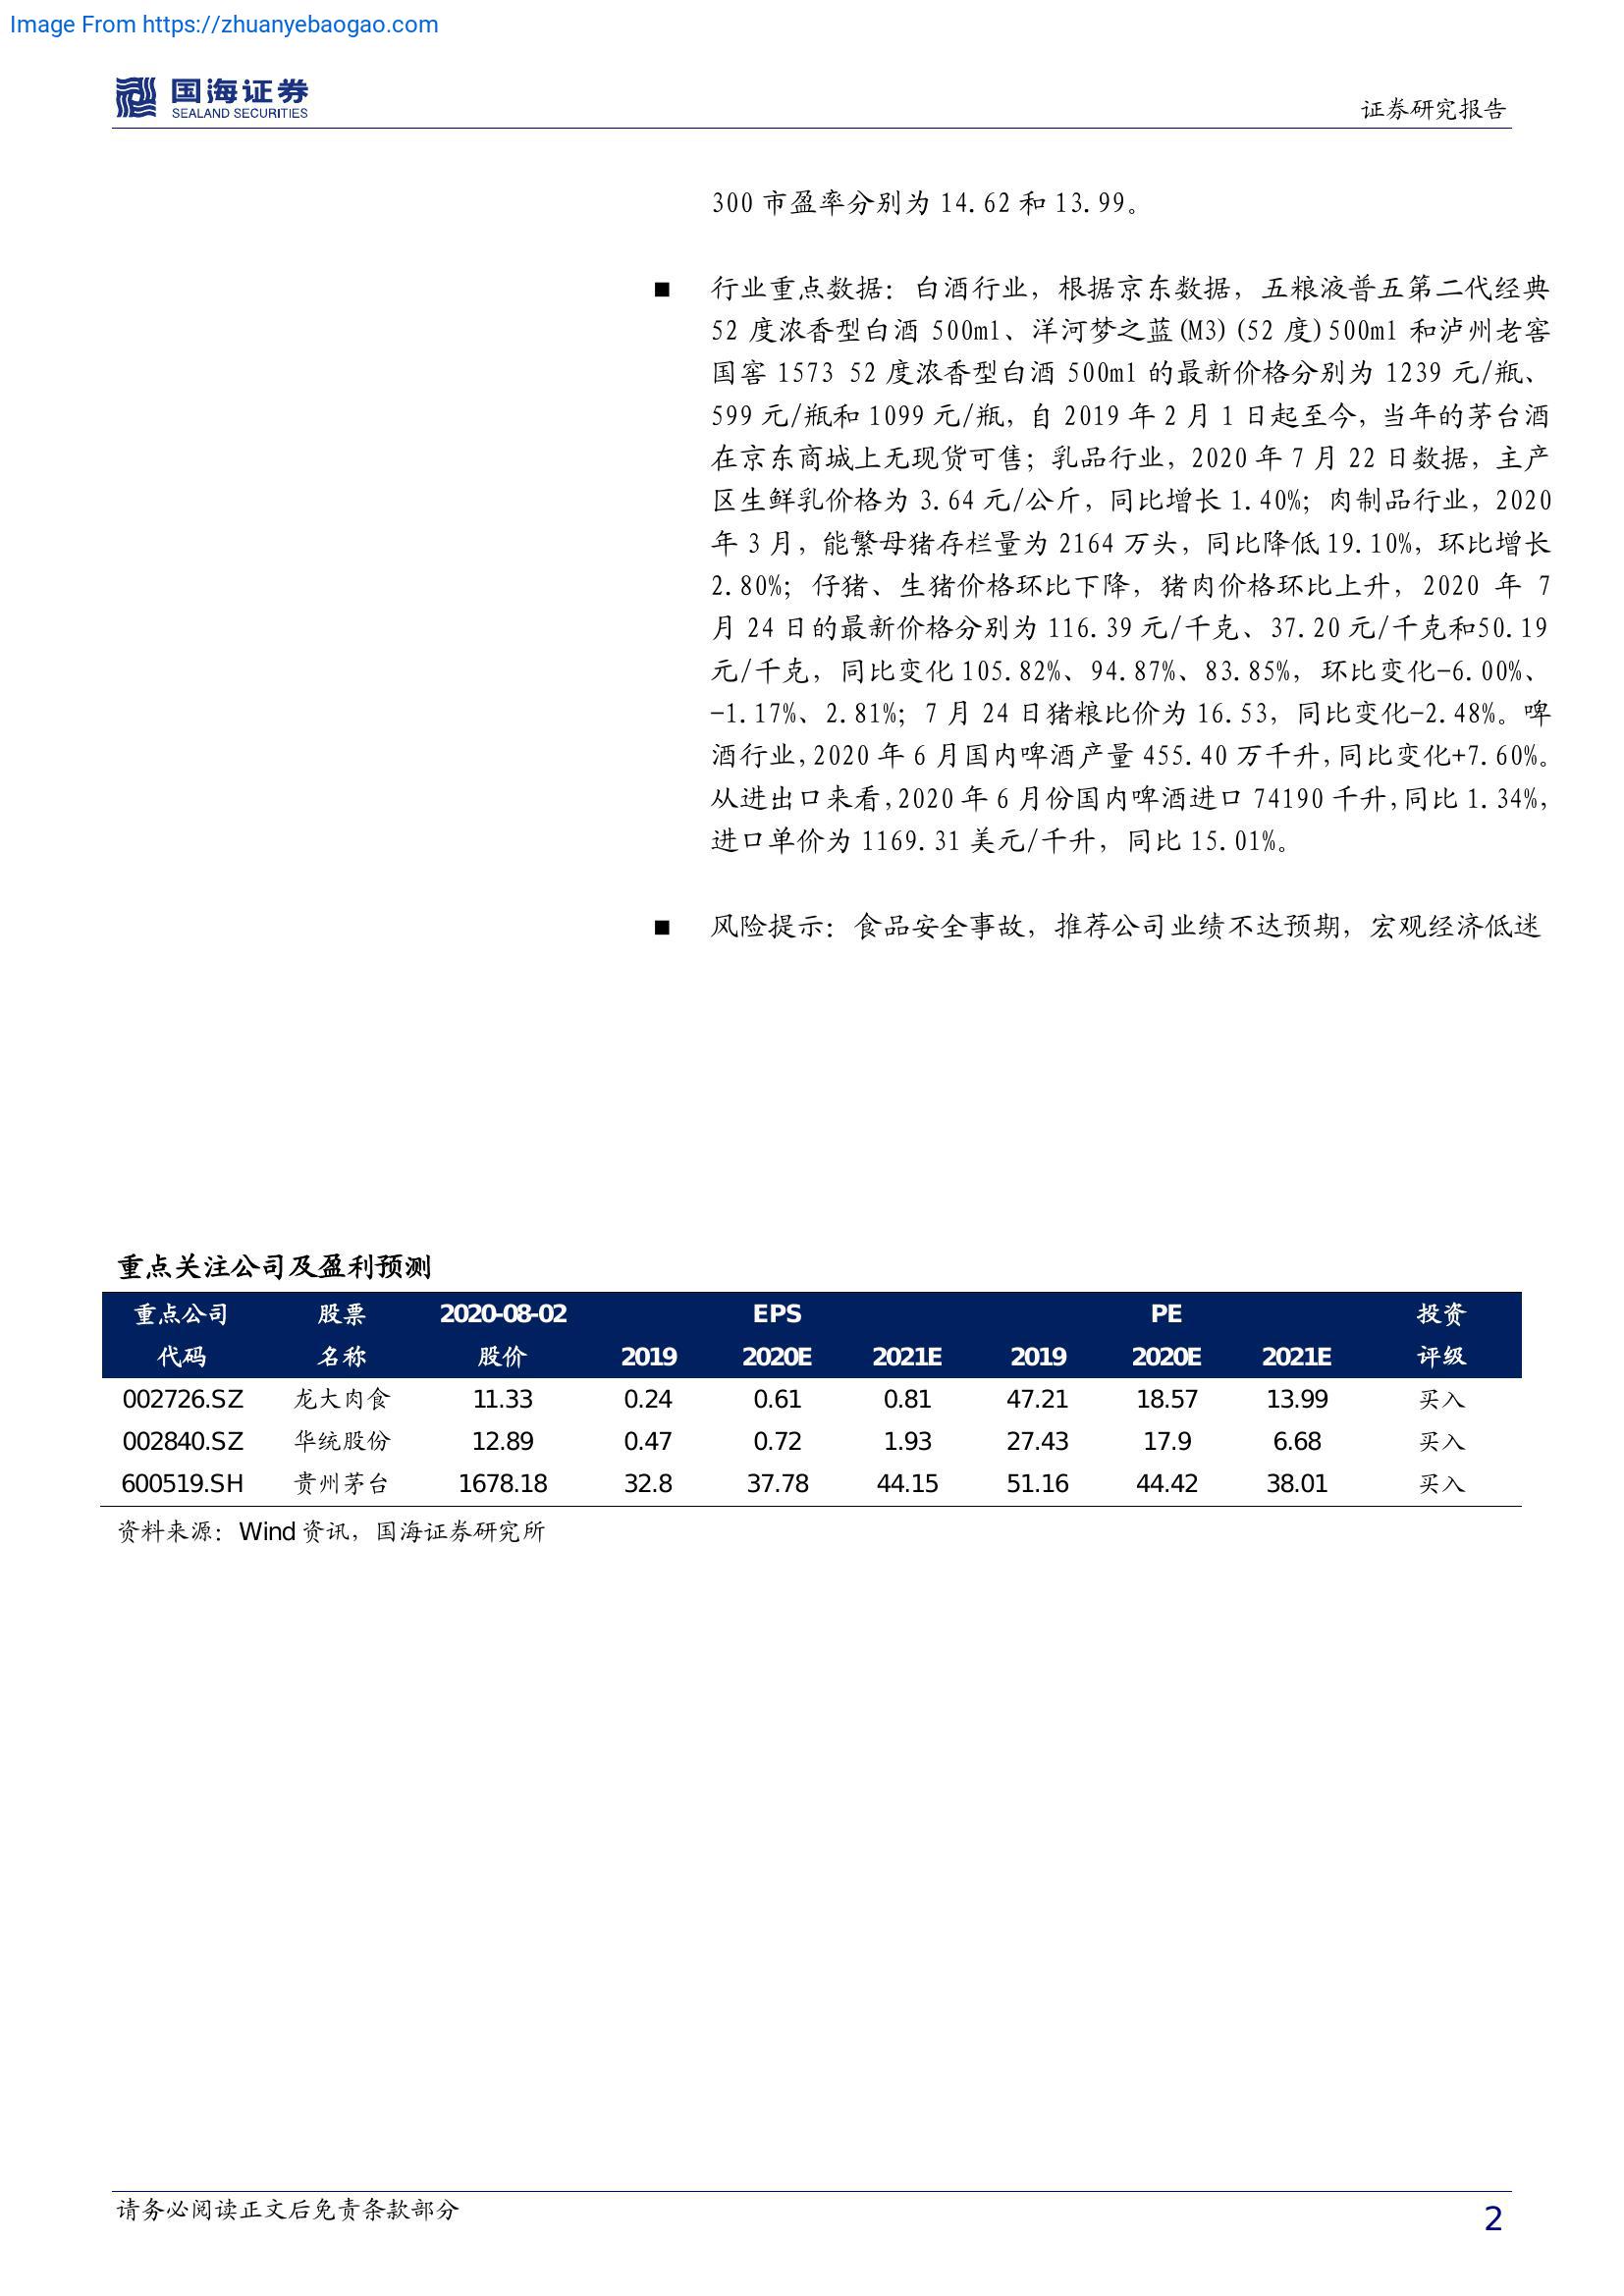 Image From https://zhuanyebaogao.com
国海证券
SEALAND SECURITIES
证券研究报告
300 市盈率分别为 14.62 和 13.99。
■ 行业重点数据：白酒行业，根据京东数据，五粮液普五第二代经典
52 度浓香型白酒 500ml、洋河梦之蓝(M3)(52 度)500ml 和泸州老窖
国窖 1573 52 度浓香型白酒 500ml 的最新价格分别为 1239 元/瓶、
599 元/瓶和 1099 元/瓶，自 2019 年 2 月 1 日起至今，当年的茅台酒
在京东商城上无现货可售；乳品行业，2020 年 7 月 22 日数据，主产
区生鲜乳价格为 3.64 元/公斤，同比增长 1.40%；肉制品行业，2020
年 3 月，能繁母猪存栏量为 2164 万头，同比降低 19.10%，环比增长
2.80%；仔猪、生猪价格环比下降，猪肉价格环比上升，2020 年 7
月 24 日的最新价格分别为 116.39 元/千克、37.20 元/千克和50.19
元/千克，同比变化 105.82%、94.87%、83.85%，环比变化-6.00%、
-1.17%、2.81%；7 月 24 日猪粮比价为 16.53，同比变化-2.48%。啤
酒行业，2020 年 6 月国内啤酒产量 455.40 万千升，同比变化+7.60%。
从进出口来看，2020 年 6 月份国内啤酒进口 74190 千升，同比 1.34%，
进口单价为 1169.31 美元/千升，同比 15.01%。
■ 风险提示：食品安全事故，推荐公司业绩不达预期，宏观经济低迷
重点关注公司及盈利预测
重点公司 股票 2020-08-02 EPS PE 投资
代码 名称 股价 2019 2020E 2021E 2019 2020E 2021E 评级
002726.SZ 龙大肉食 11.33 0.24 0.61 0.81 47.21 18.57 13.99 买入
002840.SZ 华统股份 12.89 0.47 0.72 1.93 27.43 17.9 6.68 买入
600519.SH 贵州茅台 1678.18 32.8 37.78 44.15 51.16 44.42 38.01 买入
资料来源：Wind 资讯，国海证券研究所
请务必阅读正文后免责条款部分
2